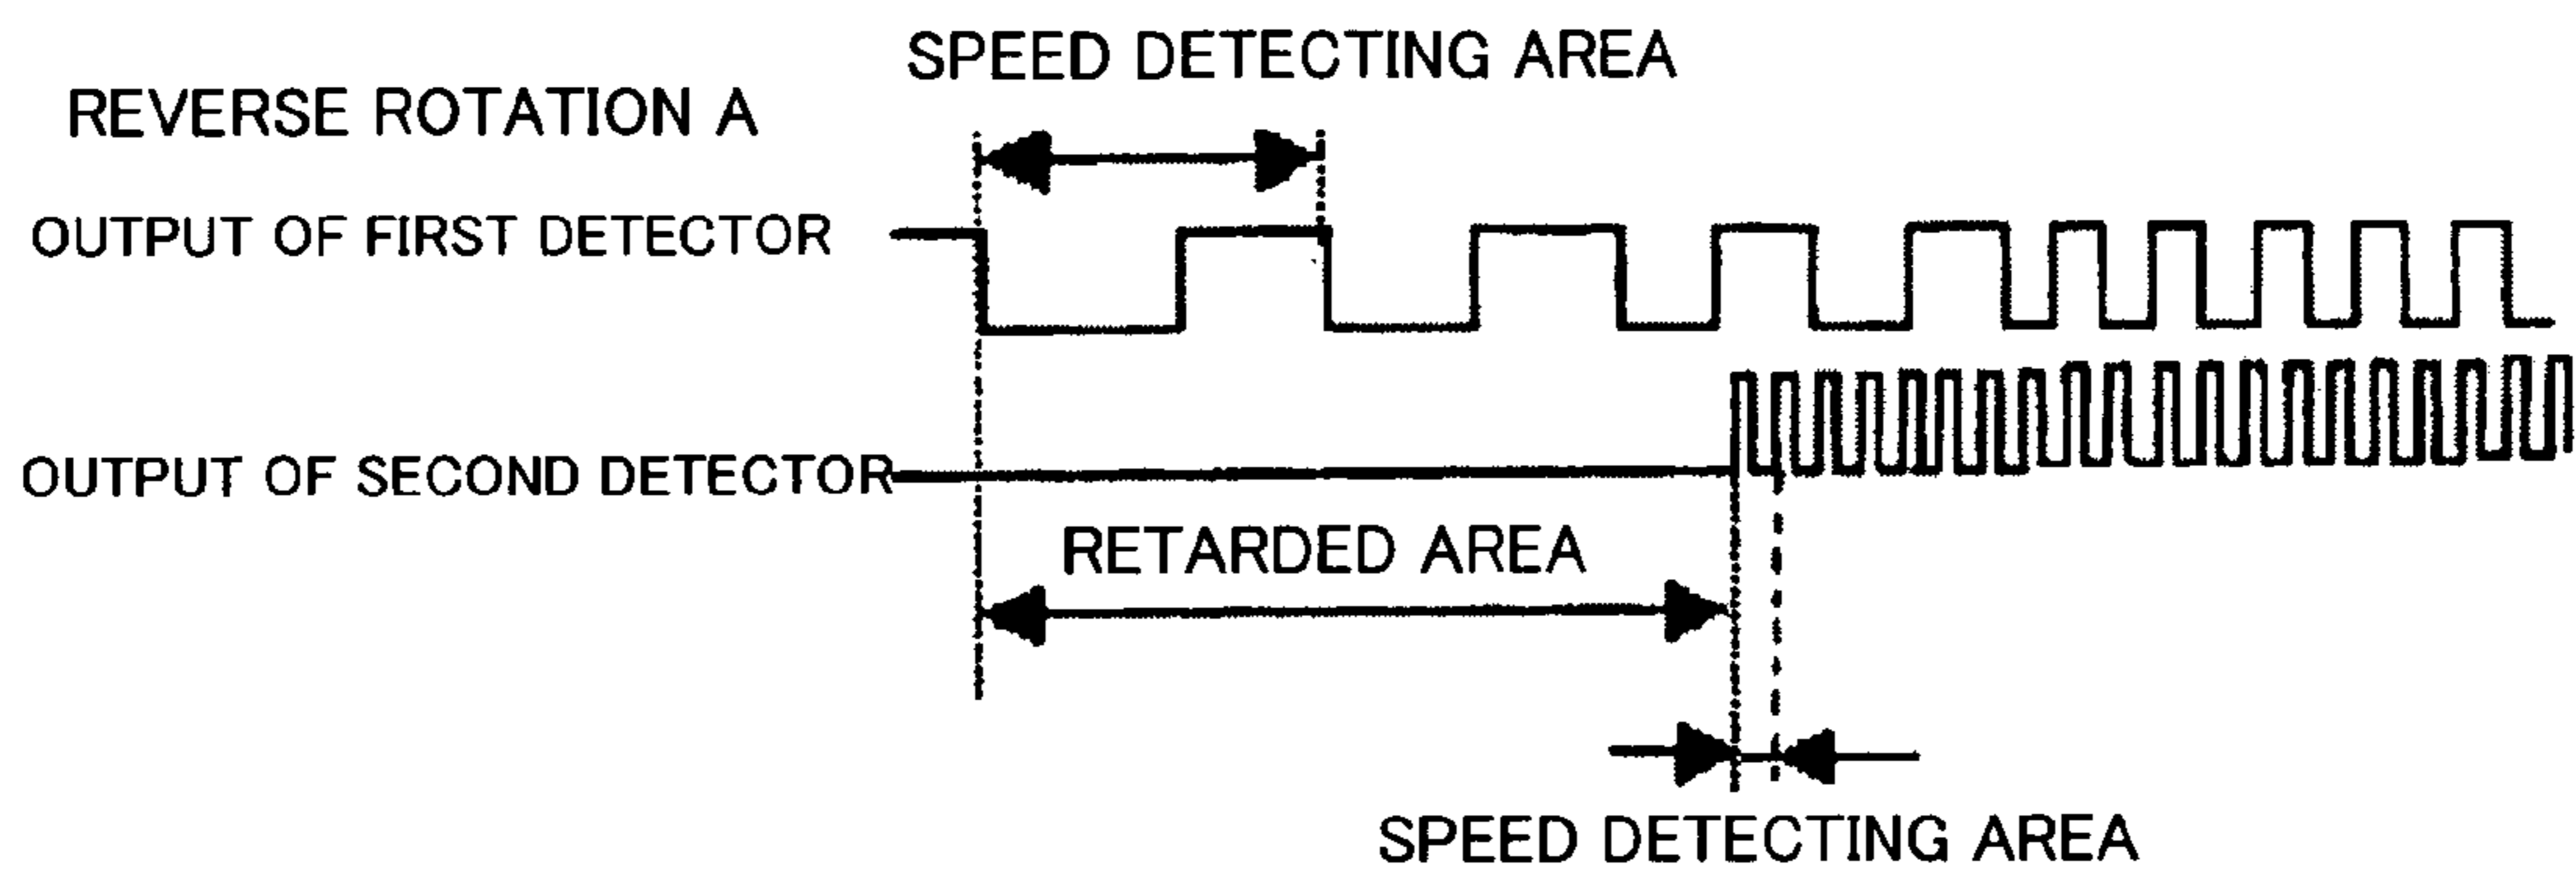 SPEED DETECTING AREA
REVERSE ROTATION A
OUTPUT OF FIRST DETECTOR
OUTPUT OF SECOND DETECTOR
RETARDED AREA
SPEED DETECTING AREA